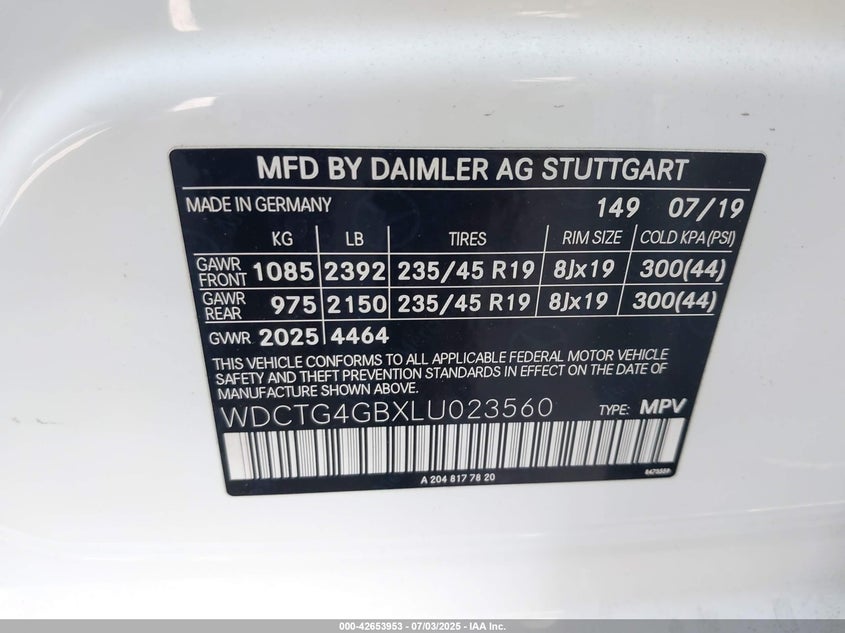 MFD BY DAIMLER AG STUTTGART
MADE IN GERMANY 149 07/19
KG LB TIRES RIM SIZE COLD KPA (PSI)
GAWR FRONT 1085 2392 235/45 R19 8Jx19 300(44)
GAWR REAR 975 2150 235/45 R19 8Jx19 300(44)
GVWR 2025 4464
THIS VEHICLE CONFORMS TO ALL APPLICABLE FEDERAL MOTOR VEHICLE
SAFETY AND THEFT PREVENTION STANDARDS IN EFFECT ON THE DATE OF
MANUFACTURE SHOWN ABOVE.
WDCTG4GBXLU023560 TYPE: MPV
A 204 817 78 20
000-42653953 - 07/03/2025 - IAA Inc.